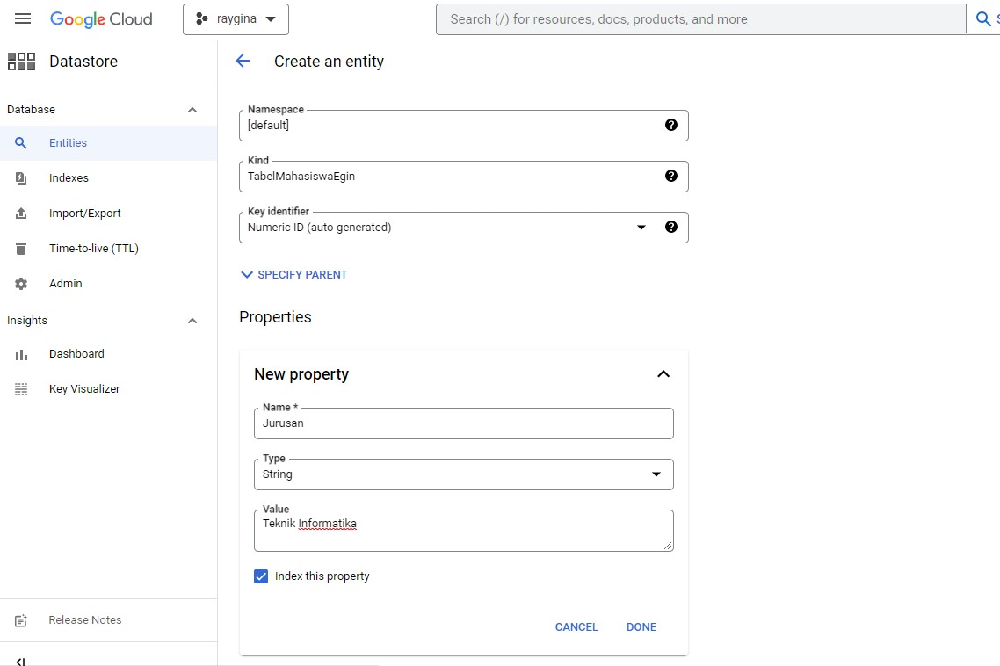 Google Cloud
raygina
Search (/) for resources, docs, products, and more
Datastore
Create an entity
Database
Entities
Indexes
Import/Export
Time-to-live (TTL)
Admin
Insights
Dashboard
Key Visualizer
Release Notes
Namespace
[default]
Kind
TabelMahasiswaEgin
Key identifier
Numeric ID (auto-generated)
SPECIFY PARENT
Properties
New property
Name *
Jurusan
Type
String
Value
Teknik Informatika
Index this property
CANCEL DONE